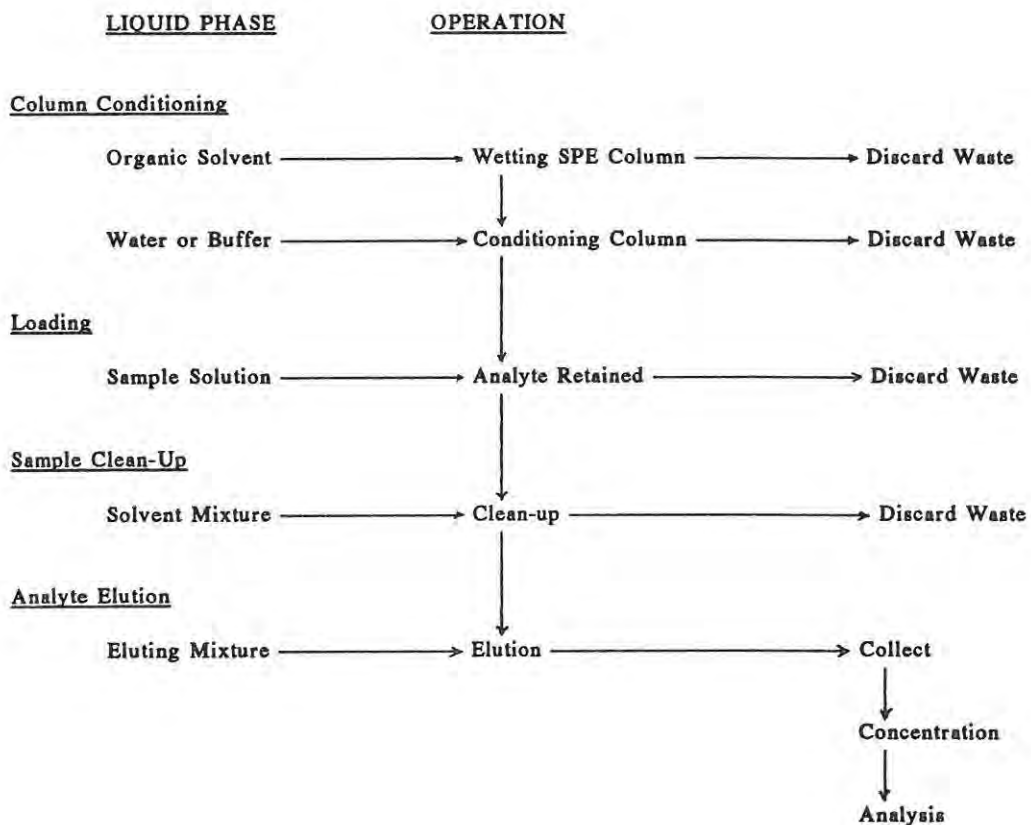 LIQUID PHASE OPERATION
Column Conditioning
Organic Solvent Wetting SPE Column Discard Waste
Water or Buffer Conditioning Column Discard Waste
Loading
Sample Solution Analyte Retained Discard Waste
Sample Clean-Up
Solvent Mixture Clean-up Discard Waste
Analyte Elution
Eluting Mixture Elution Collect
Concentration
Analysis